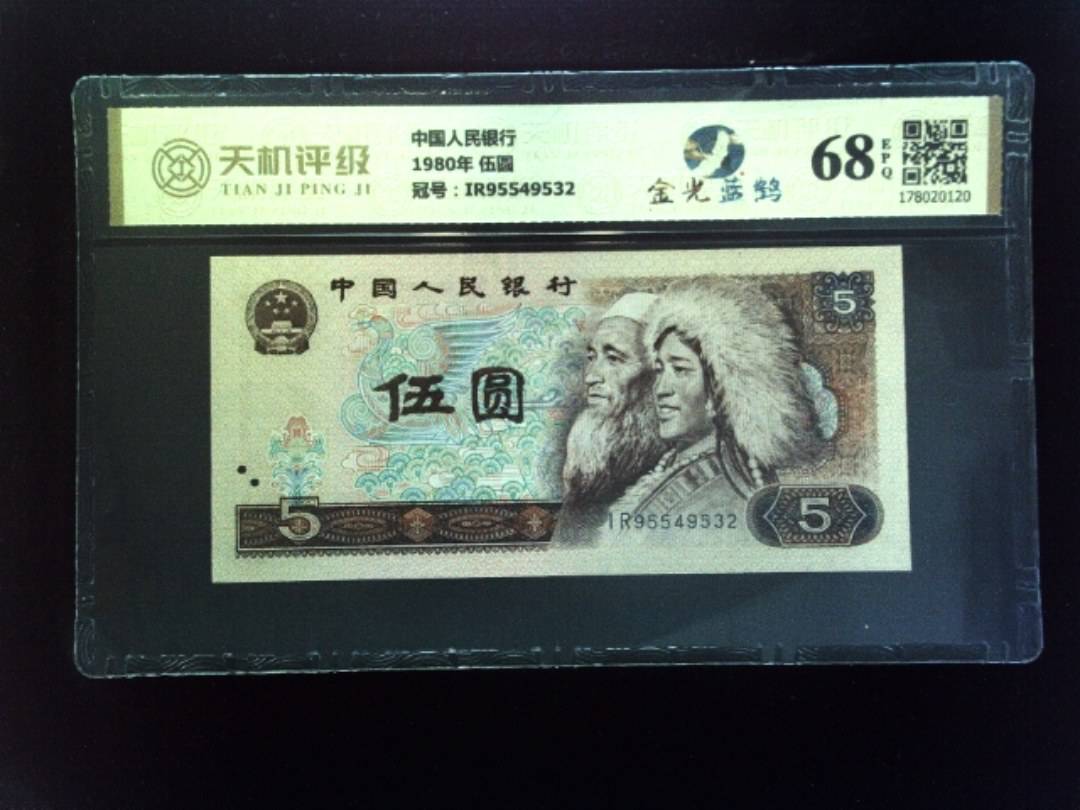 天机评级
TIAN JI PING JI
中国人民银行
1980年 伍圆
冠号：IR95549532
金光蓝鹤
68
EPQ
178020120
中国人民银行
5
伍圆
5
IR95549532
5